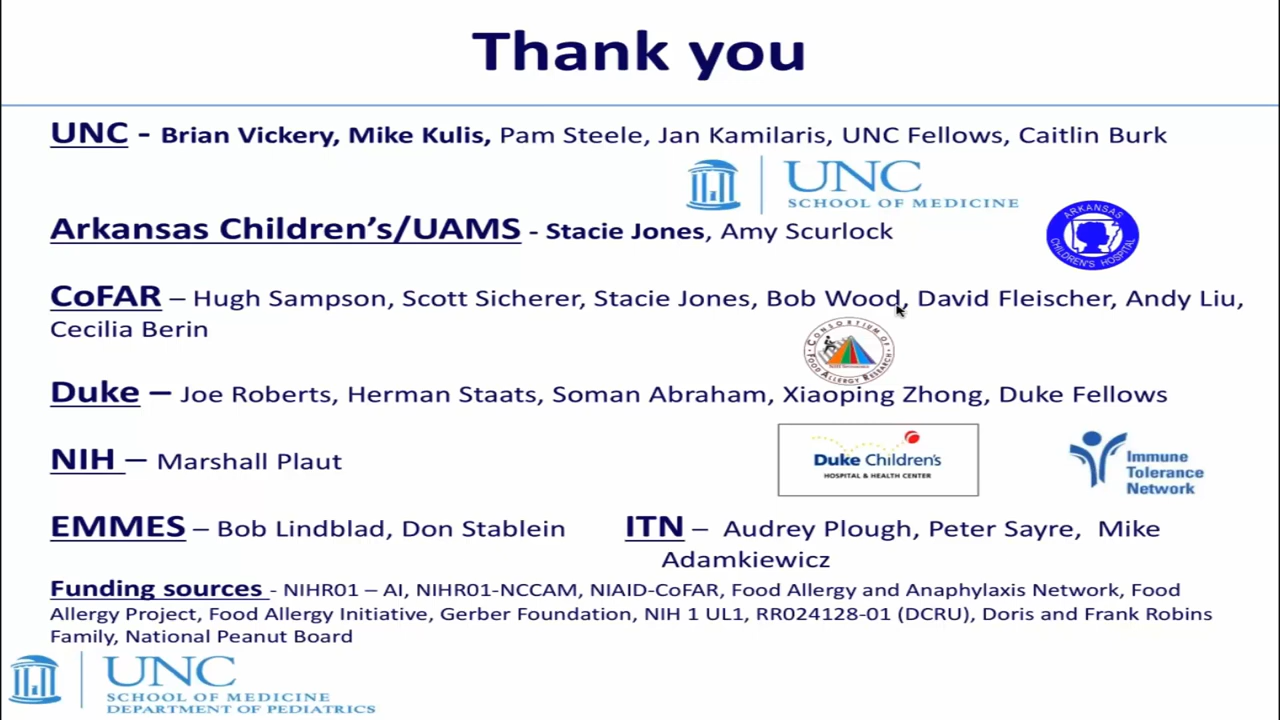 Thank you
UNC - Brian Vickery, Mike Kulis, Pam Steele, Jan Kamilaris, UNC Fellows, Caitlin Burk
UNC
SCHOOL OF MEDICINE
Arkansas Children's/UAMS - Stacie Jones, Amy Scurlock
ARKANSAS
CHILDREN'S HOSPITAL
CoFAR – Hugh Sampson, Scott Sicherer, Stacie Jones, Bob Wood, David Fleischer, Andy Liu,
Cecilia Berin
CONSORTIUM OF
FOOD ALLERGY RESEARCH
Duke – Joe Roberts, Herman Staats, Soman Abraham, Xiaoping Zhong, Duke Fellows
NIH – Marshall Plaut
Duke Children's
HOSPITAL & HEALTH CENTER
Immune
Tolerance
Network
EMMES – Bob Lindblad, Don Stablein
ITN – Audrey Plough, Peter Sayre, Mike
Adamkiewicz
Funding sources - NIHR01 – AI, NIHR01-NCCAM, NIAID-CoFAR, Food Allergy and Anaphylaxis Network, Food
Allergy Project, Food Allergy Initiative, Gerber Foundation, NIH 1 UL1, RR024128-01 (DCRU), Doris and Frank Robins
Family, National Peanut Board
UNC
SCHOOL OF MEDICINE
DEPARTMENT OF PEDIATRICS